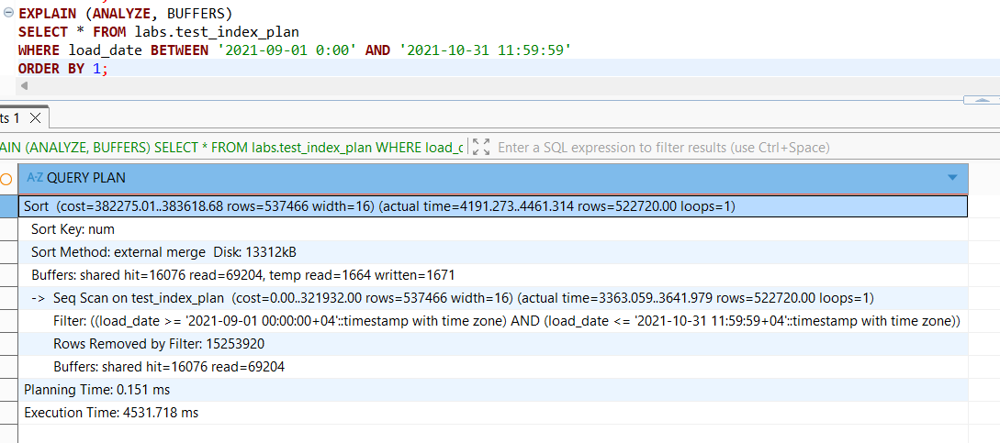 EXPLAIN (ANALYZE, BUFFERS)
SELECT * FROM labs.test_index_plan
WHERE load_date BETWEEN '2021-09-01 0:00' AND '2021-10-31 11:59:59'
ORDER BY 1;
ts 1
AIN (ANALYZE, BUFFERS) SELECT * FROM labs.test_index_plan WHERE load_c
Enter a SQL expression to filter results (use Ctrl+Space)
A-Z QUERY PLAN
Sort (cost=382275.01..383618.68 rows=537466 width=16) (actual time=4191.273..4461.314 rows=522720.00 loops=1)
Sort Key: num
Sort Method: external merge Disk: 13312kB
Buffers: shared hit=16076 read=69204, temp read=1664 written=1671
-> Seq Scan on test_index_plan (cost=0.00..321932.00 rows=537466 width=16) (actual time=3363.059..3641.979 rows=522720.00 loops=1)
Filter: ((load_date >= '2021-09-01 00:00:00+04'::timestamp with time zone) AND (load_date <= '2021-10-31 11:59:59+04'::timestamp with time zone))
Rows Removed by Filter: 15253920
Buffers: shared hit=16076 read=69204
Planning Time: 0.151 ms
Execution Time: 4531.718 ms